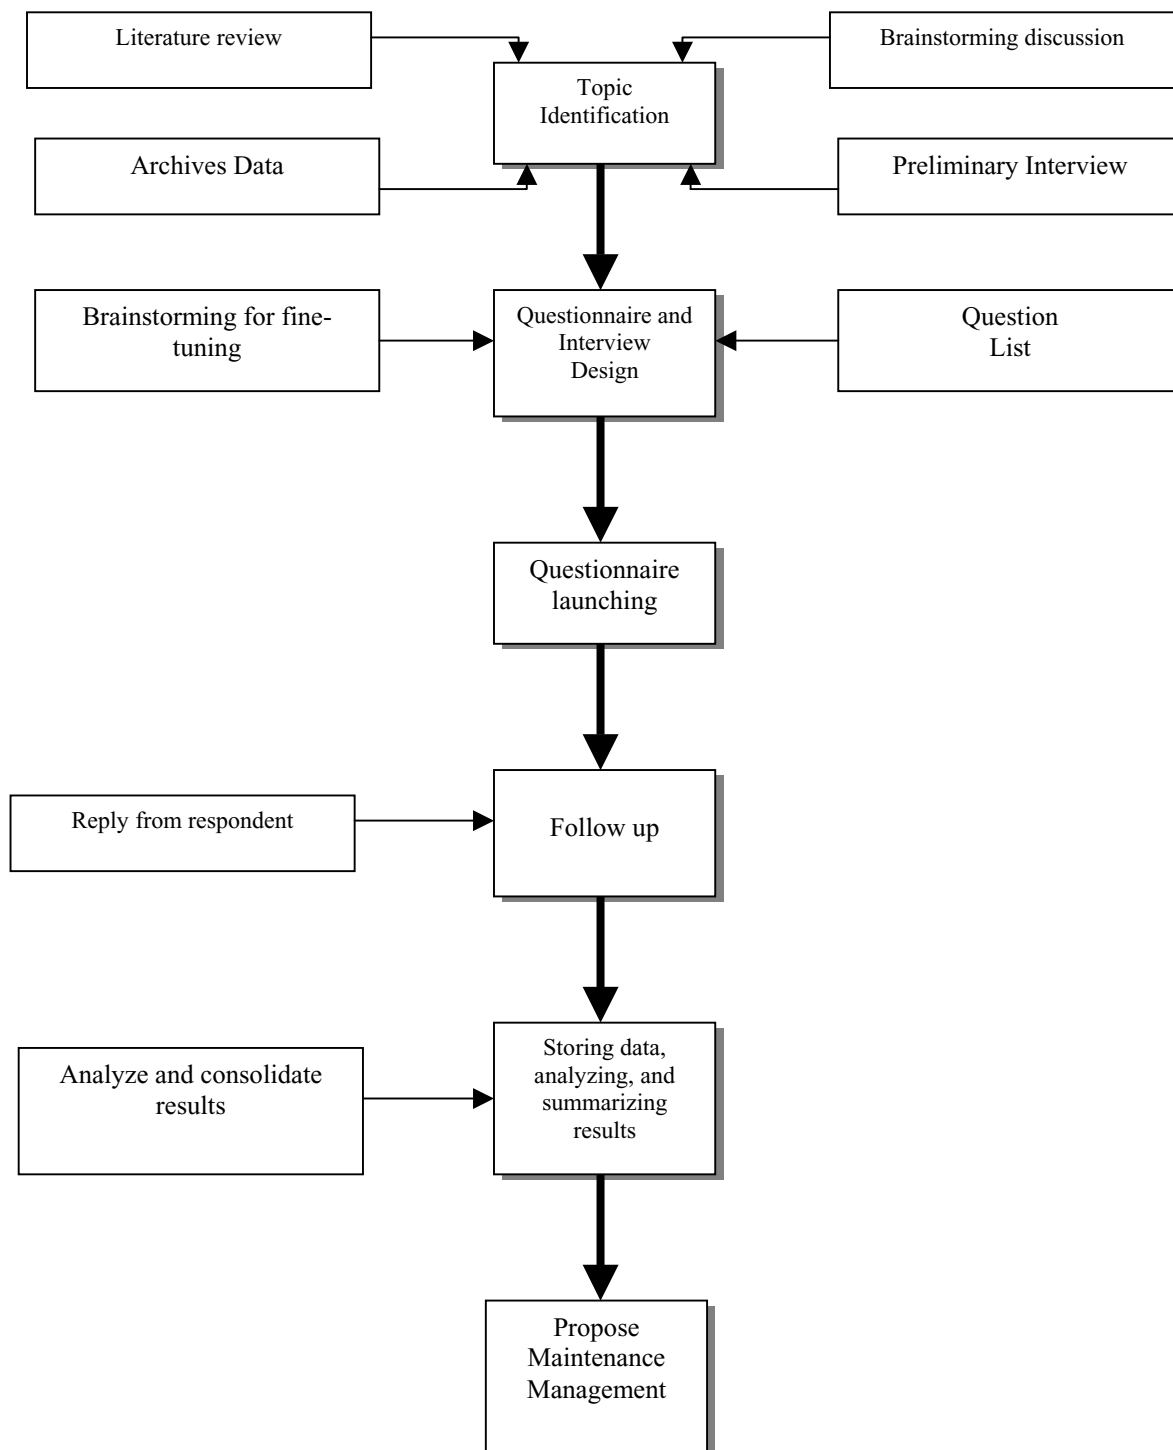 Literature review
Brainstorming discussion
Topic
Identification
Archives Data
Preliminary Interview
Brainstorming for fine-
tuning
Questionnaire and
Interview
Design
Question
List
Questionnaire
launching
Reply from respondent
Follow up
Analyze and consolidate
results
Storing data,
analyzing, and
summarizing
results
Propose
Maintenance
Management